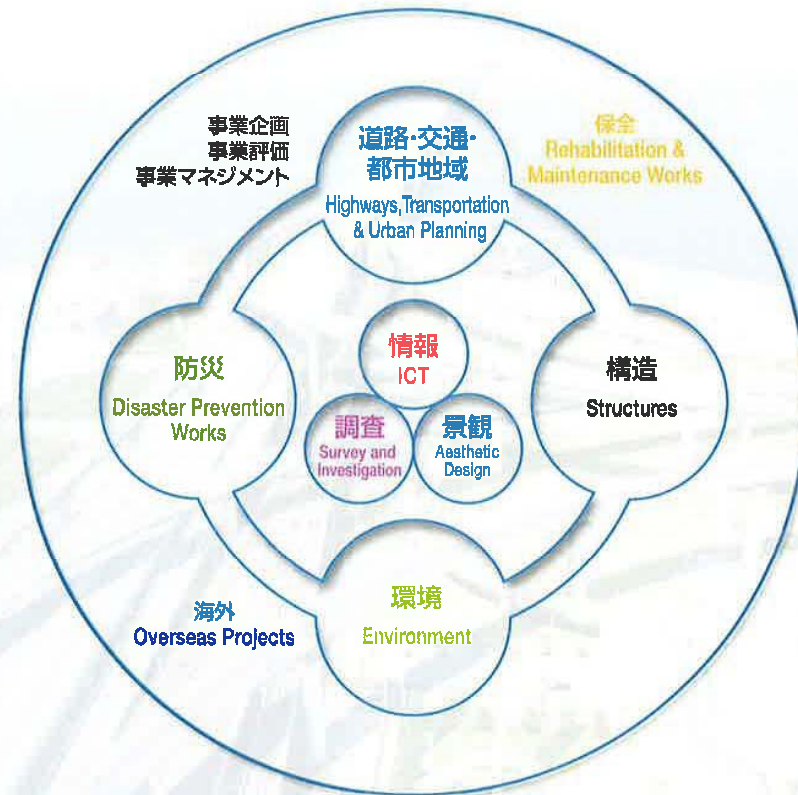 事業企画
事業評価
事業マネジメント
道路・交通・
都市地域
Highways,Transportation
& Urban Planning
保全
Rehabilitation &
Maintenance Works
防災
Disaster Prevention
Works
情報
ICT
構造
Structures
調査
Survey and
Investigation
景観
Aesthetic
Design
海外
Overseas Projects
環境
Environment